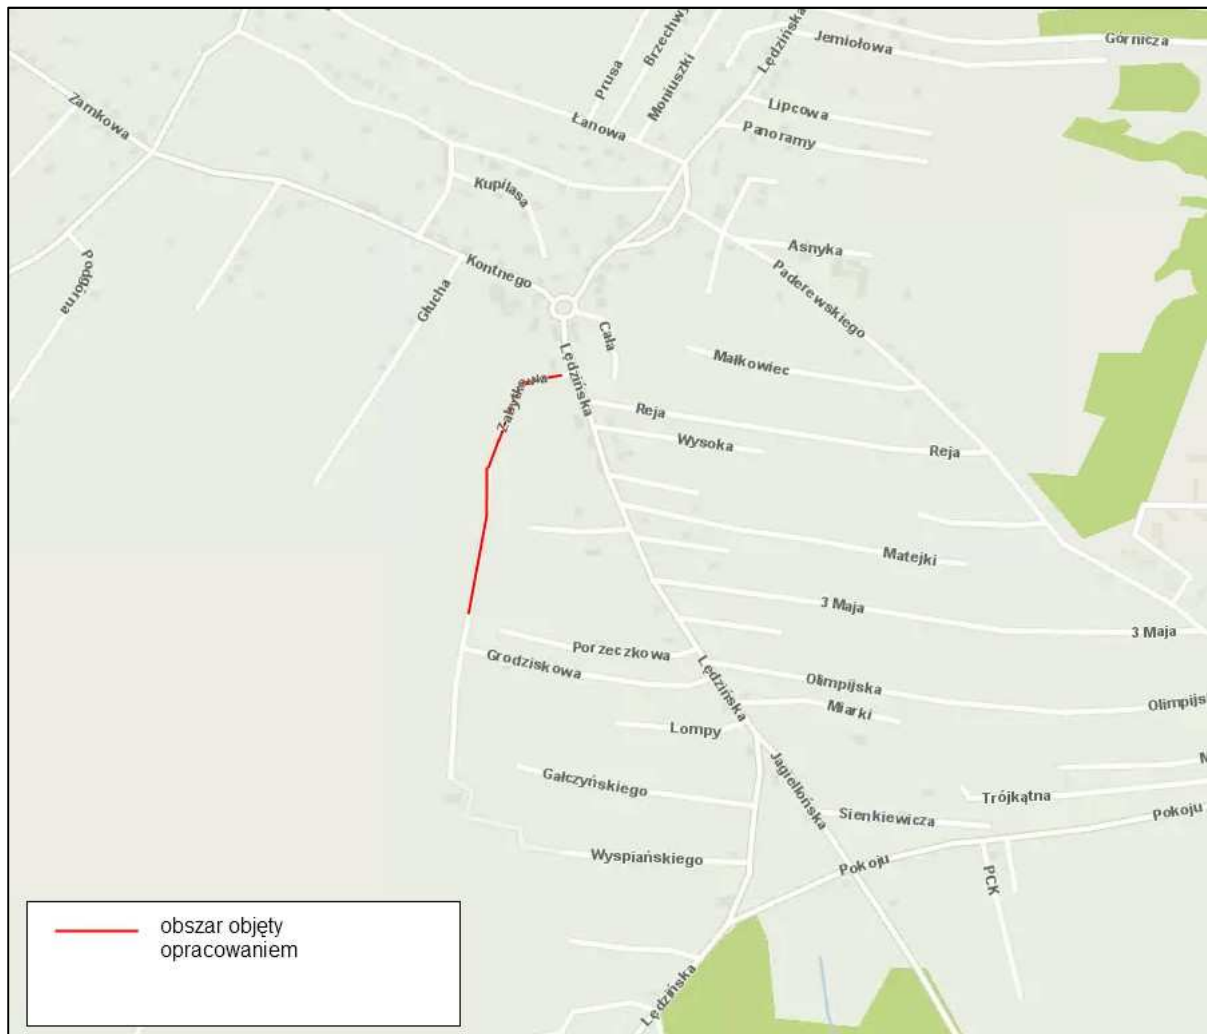 Jemiołowa
Górnicza
Lędzińska
Brzechwy
Prusa
Moniuszki
Zamkowa
Łanowa
Lipcowa
Panoramy
Kupilasa
Podgórna
Kontnego
Asnyka
Paderewskiego
Głucha
Cała
Małkowiec
Lędzińska
Zabytkowa
Reja
Wysoka
Reja
Matejki
3 Maja
3 Maja
Porzeczkowa
Grodziskowa
Lędzińska
Olimpijska
Olimpijs
Miarki
Lompy
Jagiellońska
M
Gałczyńskiego
Trójkątna
Sienkiewicza
Pokoju
Wyspiańskiego
Pokoju
PCK
Lędzińska
obszar objęty
opracowaniem